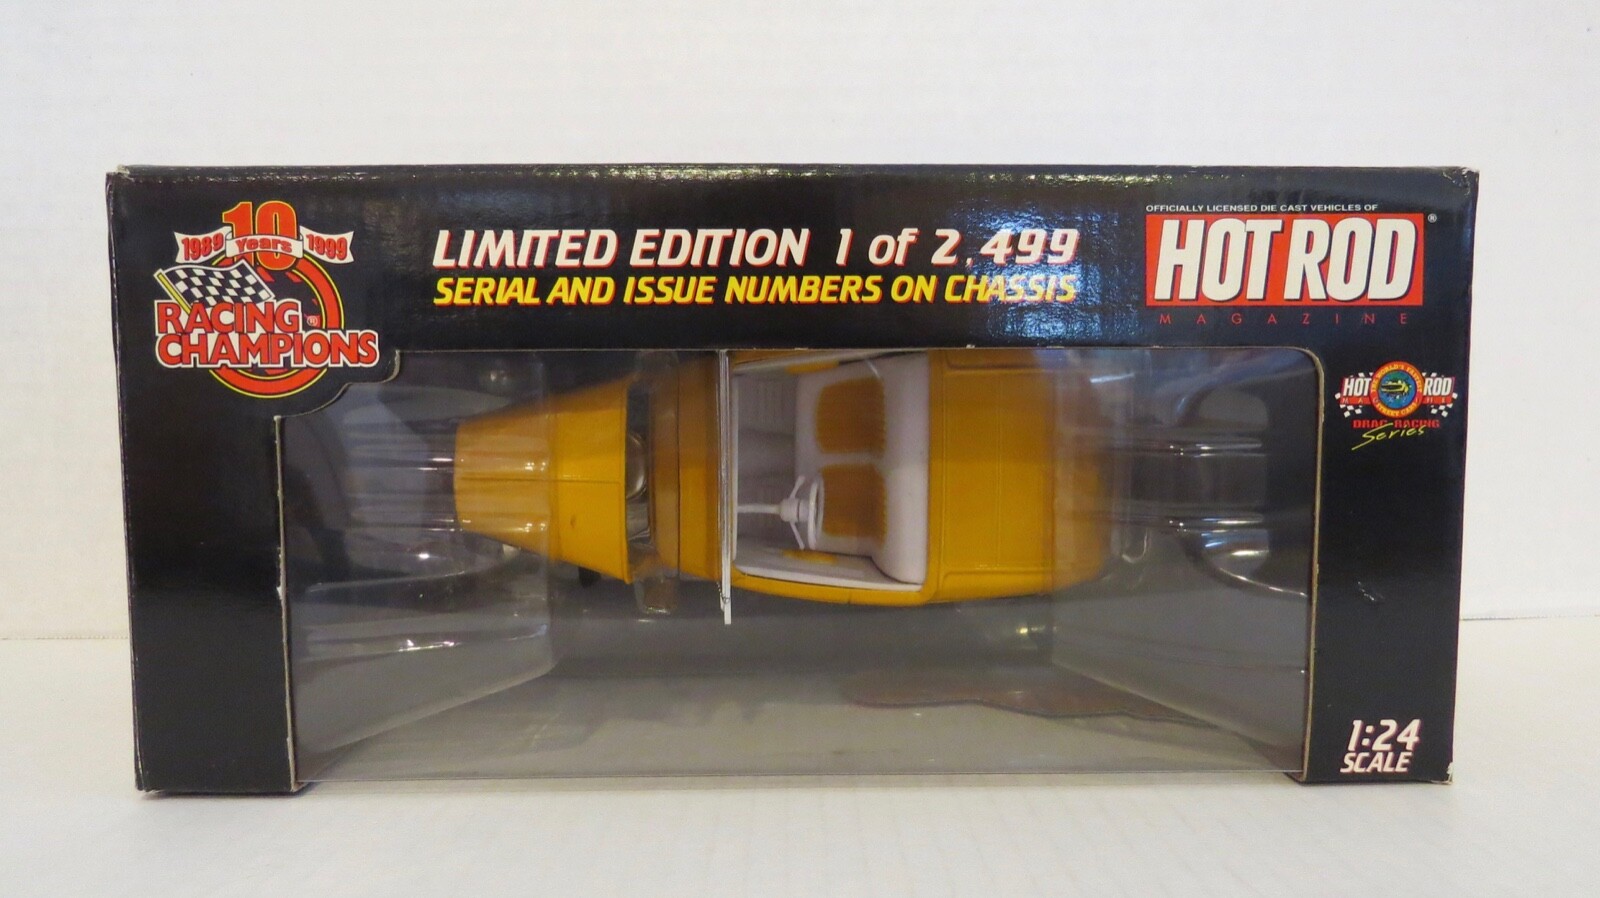 1989 10 Years 1999
RACING ®
CHAMPIONS
LIMITED EDITION 1 of 2,499
SERIAL AND ISSUE NUMBERS ON CHASSIS
OFFICIALLY LICENSED DIE CAST VEHICLES OF
HOT ROD ®
MAGAZINE
HOT ROD
MAGAZINE
DRAG RACING
Series
1:24
SCALE